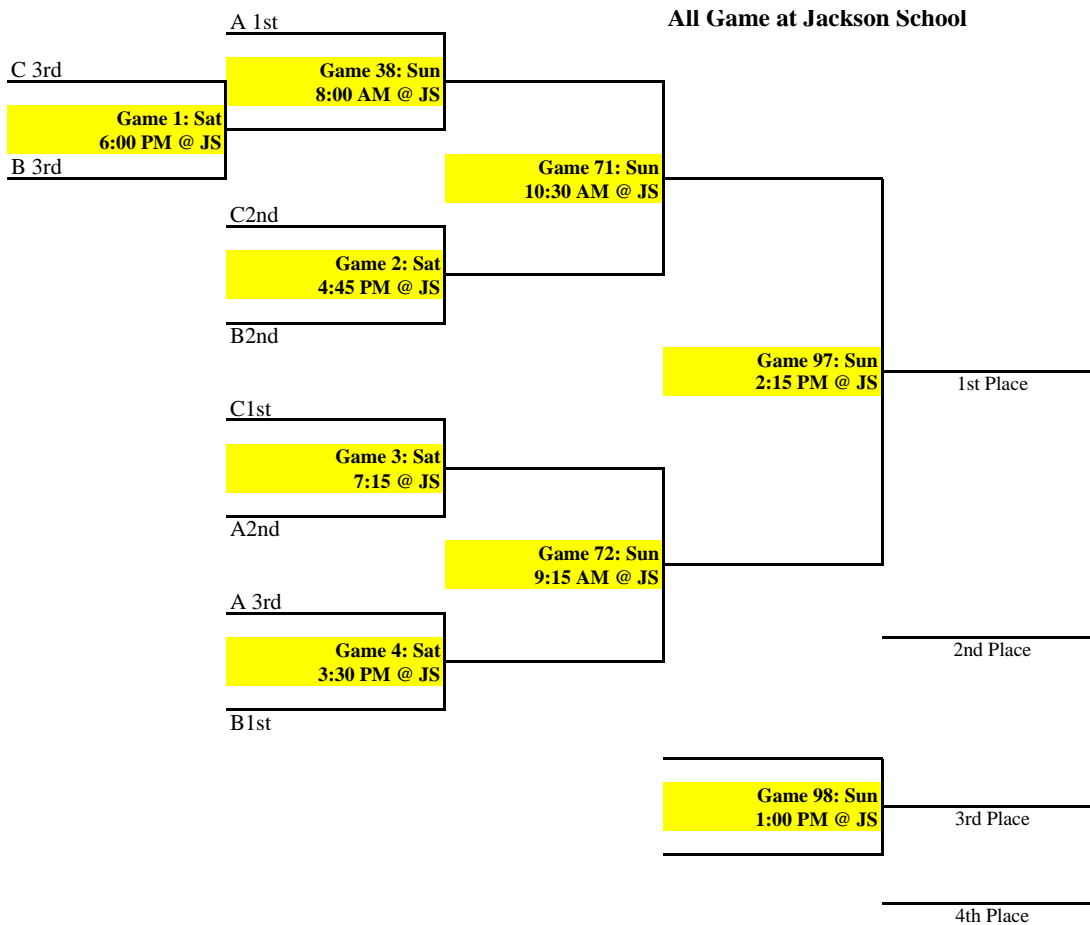 All Game at Jackson School
A 1st
C 3rd
Game 38: Sun
8:00 AM @ JS
Game 1: Sat
6:00 PM @ JS
B 3rd
Game 71: Sun
10:30 AM @ JS
C2nd
Game 2: Sat
4:45 PM @ JS
B2nd
Game 97: Sun
2:15 PM @ JS
1st Place
C1st
Game 3: Sat
7:15 @ JS
A2nd
Game 72: Sun
9:15 AM @ JS
A 3rd
Game 4: Sat
3:30 PM @ JS
2nd Place
B1st
Game 98: Sun
1:00 PM @ JS
3rd Place
4th Place